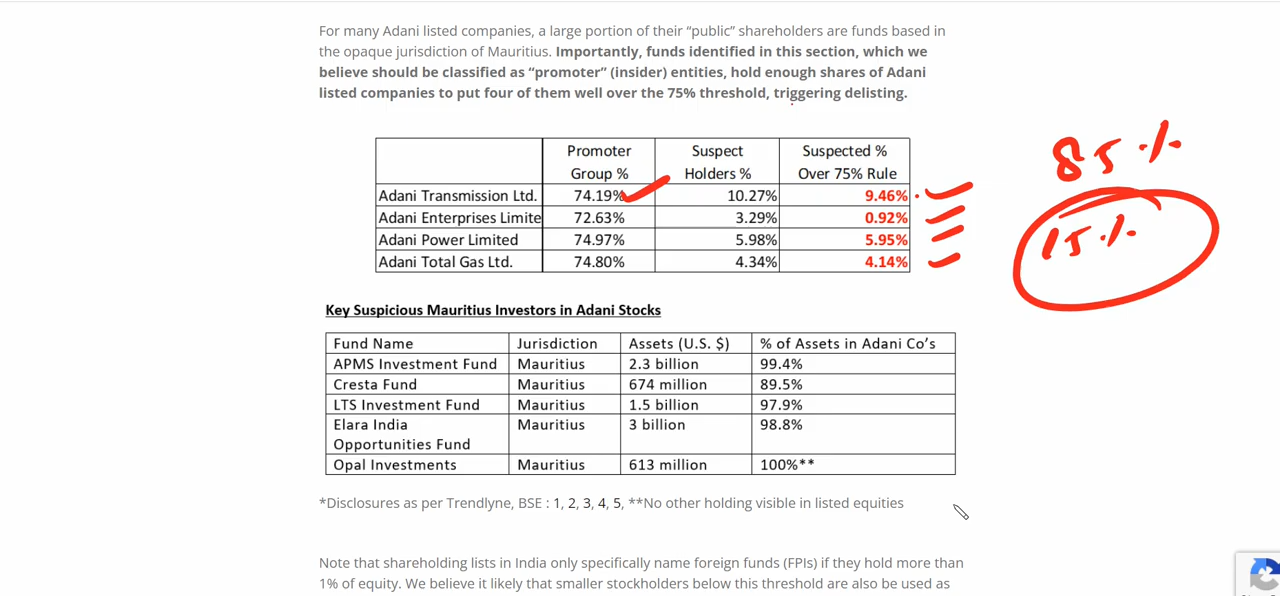 For many Adani listed companies, a large portion of their “public” shareholders are funds based in
the opaque jurisdiction of Mauritius. Importantly, funds identified in this section, which we
believe should be classified as “promoter” (insider) entities, hold enough shares of Adani
listed companies to put four of them well over the 75% threshold, triggering delisting.
85%
15%
Promoter Group % Suspect Holders % Suspected % Over 75% Rule
Adani Transmission Ltd. 74.19% 10.27% 9.46%
Adani Enterprises Limite 72.63% 3.29% 0.92%
Adani Power Limited 74.97% 5.98% 5.95%
Adani Total Gas Ltd. 74.80% 4.34% 4.14%
Key Suspicious Mauritius Investors in Adani Stocks
Fund Name Jurisdiction Assets (U.S. $) % of Assets in Adani Co’s
APMS Investment Fund Mauritius 2.3 billion 99.4%
Cresta Fund Mauritius 674 million 89.5%
LTS Investment Fund Mauritius 1.5 billion 97.9%
Elara India Opportunities Fund Mauritius 3 billion 98.8%
Opal Investments Mauritius 613 million 100%**
*Disclosures as per Trendlyne, BSE : 1, 2, 3, 4, 5, **No other holding visible in listed equities
Note that shareholding lists in India only specifically name foreign funds (FPIs) if they hold more than
1% of equity. We believe it likely that smaller stockholders below this threshold are also be used as